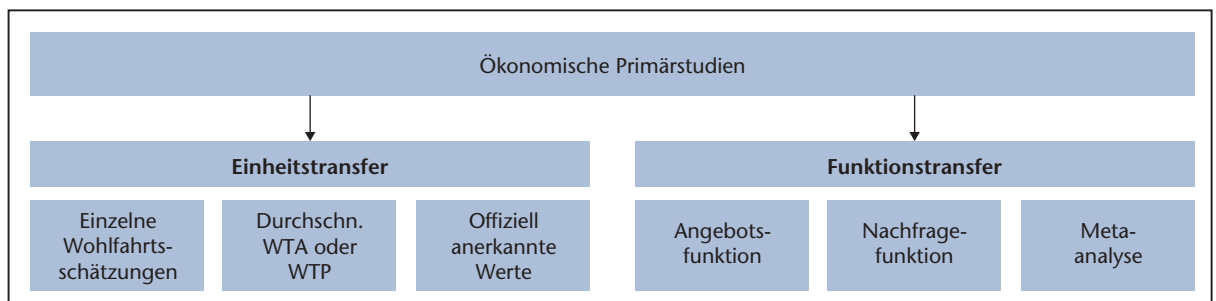 Ökonomische Primärstudien
Einheitstransfer
Funktionstransfer
Einzelne
Wohlfahrts-
schätzungen
Durchschn.
WTA oder
WTP
Offiziell
anerkannte
Werte
Angebots-
funktion
Nachfrage-
funktion
Meta-
analyse